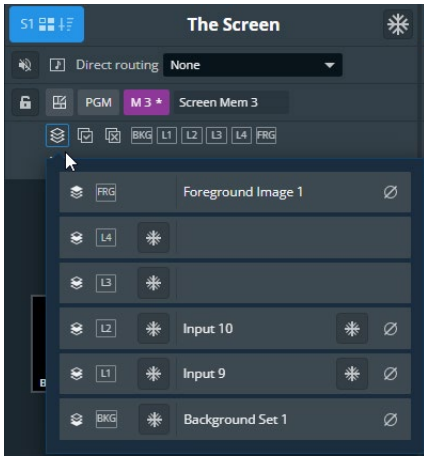 S1 The Screen
Direct routing None
PGM M 3 * Screen Mem 3
BKG L1 L2 L3 L4 FRG
FRG Foreground Image 1
L4
L3
L2 Input 10
L1 Input 9
B
BKG Background Set 1